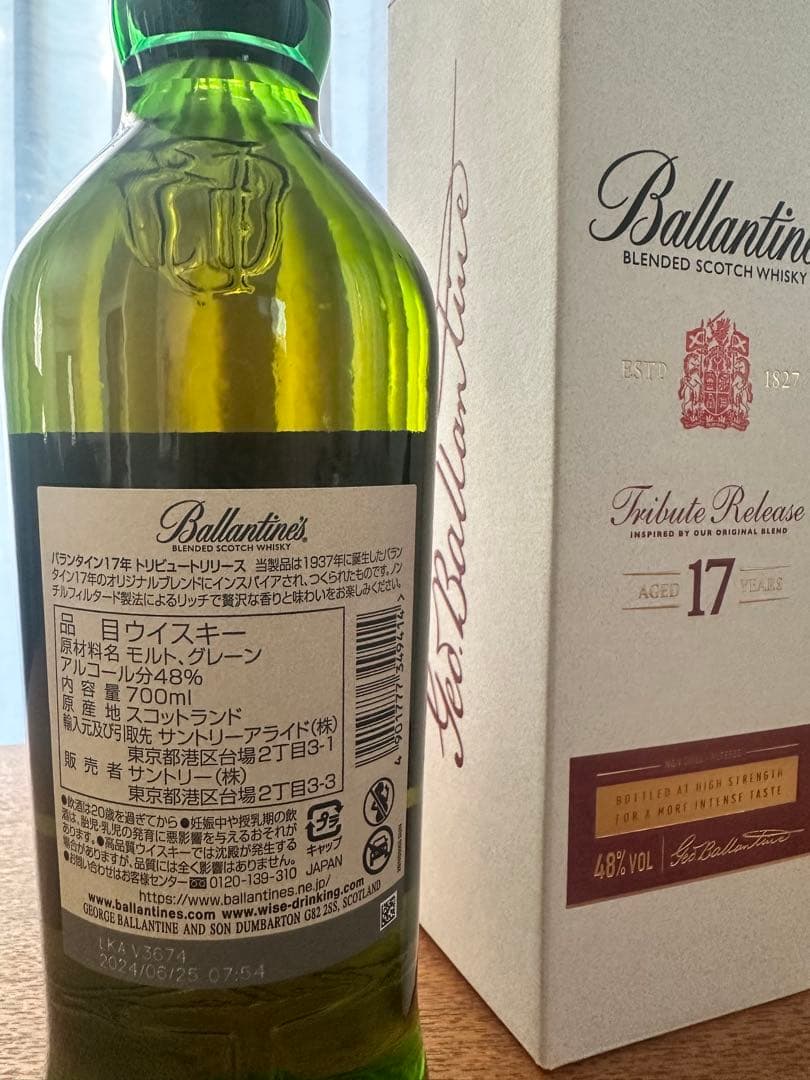 Ballantine's
BLENDED SCOTCH WHISKY
バランタイン17年 トリビュートリリース 当製品は1937年に誕生したバラン
タイン17年のオリジナルブレンドにインスパイアされ、つくられたものです。ノン
チルフィルタード製法によるリッチで贅沢な香りと味わいをお楽しみください。
品 目 ウイスキー
原材料名 モルト、グレーン
アルコール分48%
内容量 700ml
原産地 スコットランド
輸入元及び引取先 サントリーアライド(株)
東京都港区台場2丁目3-1
販売者 サントリー(株)
東京都港区台場2丁目3-3
4 901777 349414 >
●飲酒は20歳を過ぎてから ●妊娠中や授乳期の飲
酒は、胎児・乳児の発育に悪影響を与えるおそれが
あります。●高品質ウイスキーでは沈殿が発生する
場合がありますが、品質には全く影響はありません。
●お問い合わせはお客様センター 0120-139-310
https://www.ballantines.ne.jp/
www.ballantines.com www.wise-drinking.com
GEORGE BALLANTINE AND SON DUMBARTON G82 2SS, SCOTLAND
プラ
キャップ
JAPAN
LKA V3674
2024/06/25 07:54
Geo. Ballantine
Ballantine
BLENDED SCOTCH WHISKY
ESTD 1827
Tribute Release
INSPIRED BY OUR ORIGINAL BLEND
AGED 17 YEARS
BOTTLED AT HIGH STRENGTH
FOR A MORE INTENSE TASTE
48% VOL
Geo Ballantine